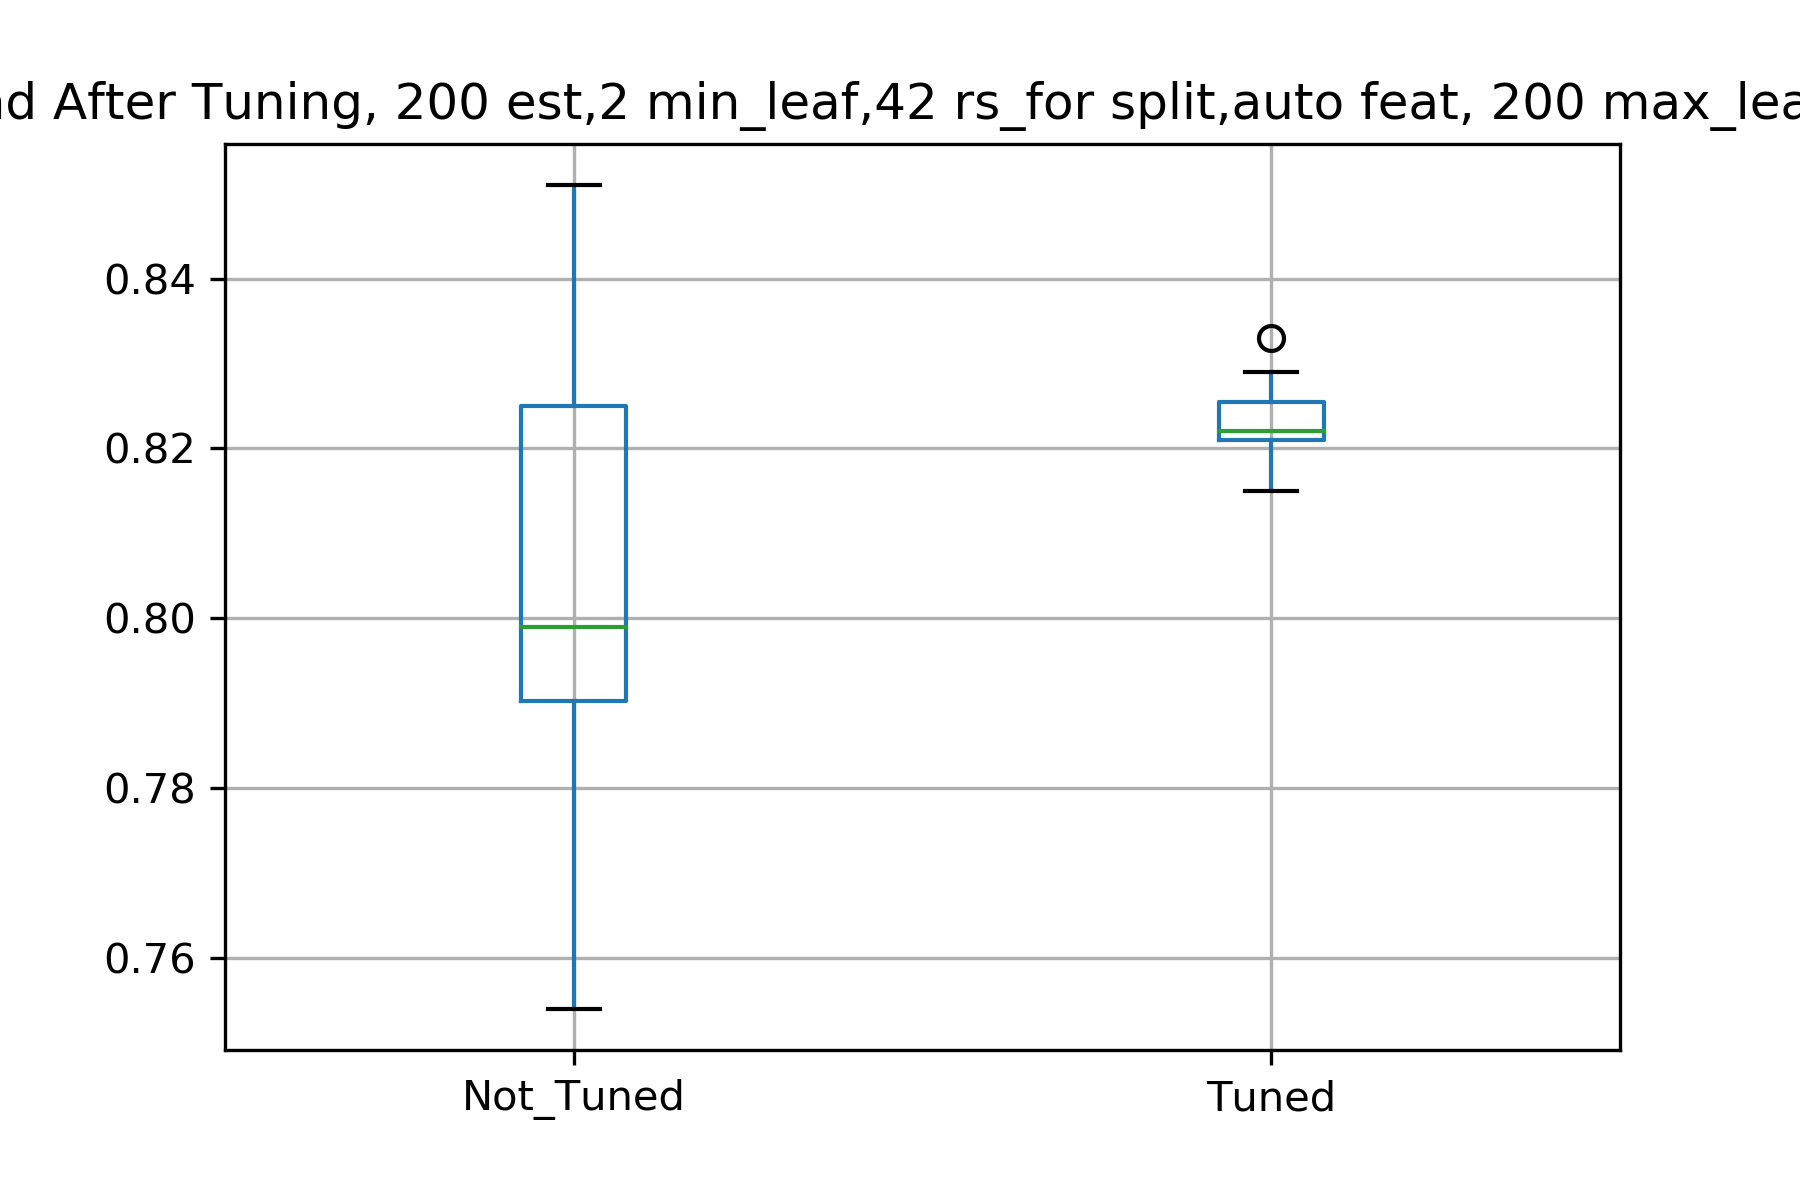 d After Tuning, 200 est,2 min_leaf,42 rs_for split,auto feat, 200 max_lea
0.84
0.82
0.80
0.78
0.76
Not_Tuned
Tuned